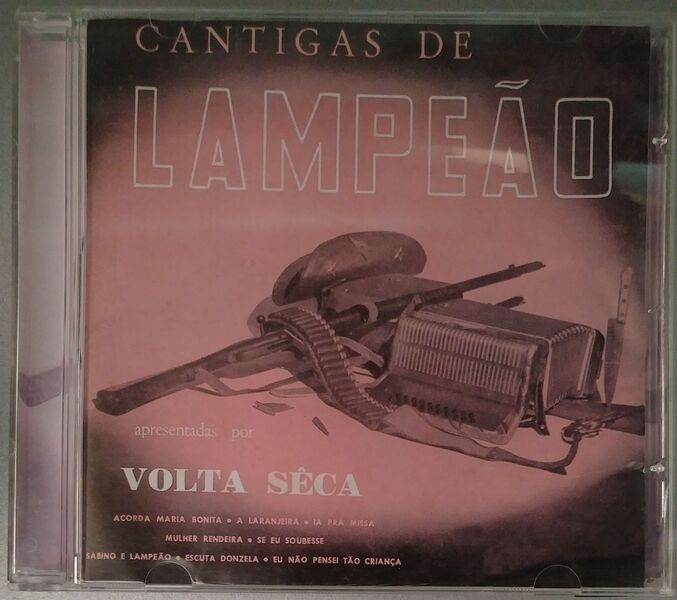 CANTIGAS DE
LAMPEÃO
apresentadas por
VOLTA SÊCA
ACORDA MARIA BONITA • A LARANJEIRA • IA PRA MISSA
MULHER RENDEIRA • SE EU SOUBESSE
SABINO E LAMPEÃO • ESCUTA DONZELA • EU NÃO PENSEI TÃO CRIANÇA